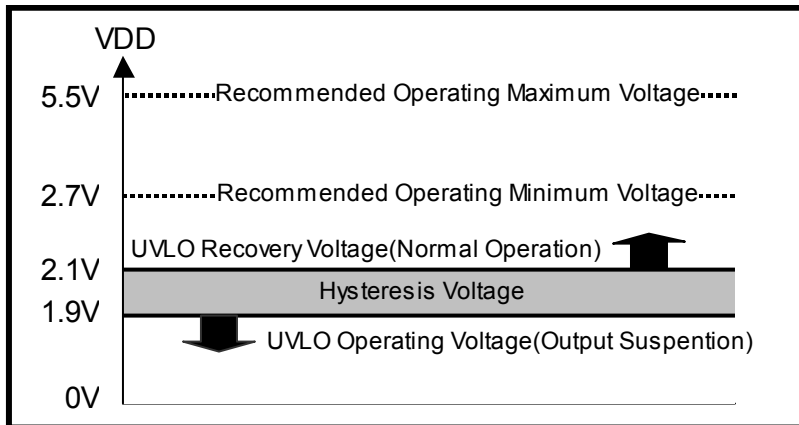 VDD
5.5V Recommended Operating Maximum Voltage
2.7V Recommended Operating Minimum Voltage
UVLO Recovery Voltage(Normal Operation)
2.1V
Hysteresis Voltage
1.9V
UVLO Operating Voltage(Output Suspention)
0V